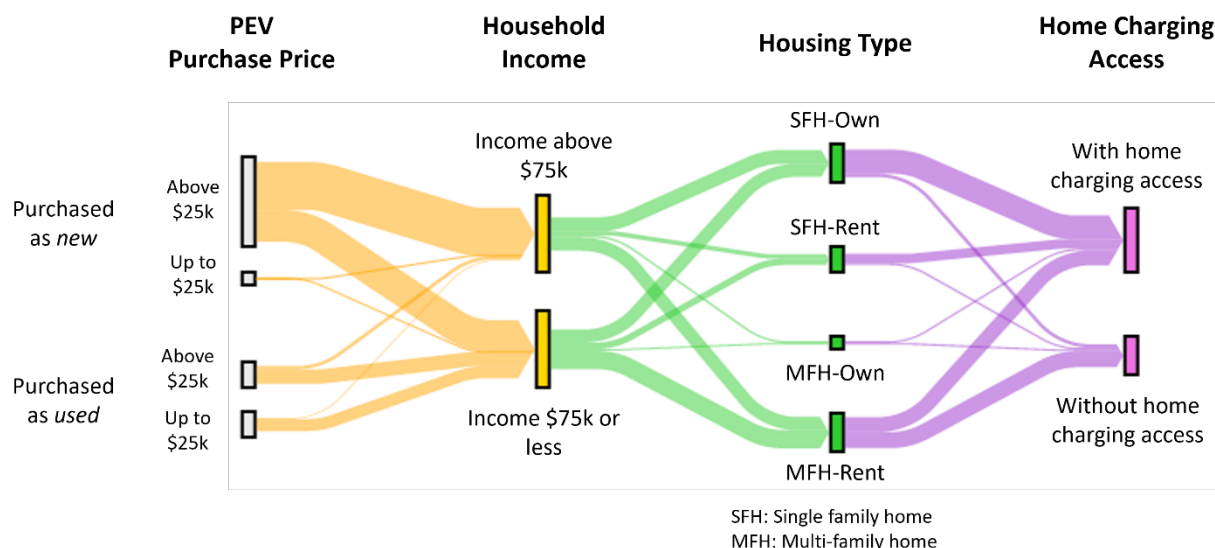 PEV
Purchase Price
Household
Income
Housing Type
Home Charging
Access
Purchased
as new
Above
$25k
Up to
$25k
Purchased
as used
Above
$25k
Up to
$25k
Income above
$75k
Income $75k or
less
SFH-Own
SFH-Rent
MFH-Own
MFH-Rent
With home
charging access
Without home
charging access
SFH: Single family home
MFH: Multi-family home